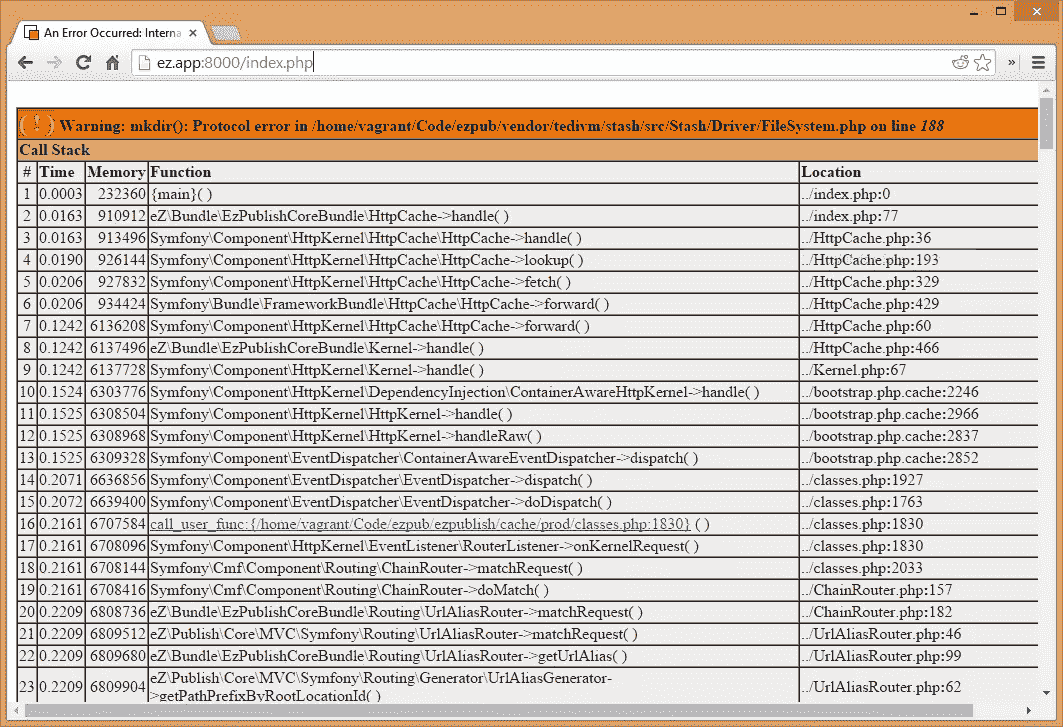 An Error Occurred: Interna
ez.app:8000/index.php
( ! ) Warning: mkdir(): Protocol error in /home/vagrant/Code/ezpub/vendor/tedivm/stash/src/Stash/Driver/FileSystem.php on line 188
Call Stack
# Time Memory Function Location
1 0.0003 232360 {main}( ) ../index.php:0
2 0.0163 910912 eZ\Bundle\EzPublishCoreBundle\HttpCache->handle( ) ../index.php:77
3 0.0163 913496 Symfony\Component\HttpKernel\HttpCache\HttpCache->handle( ) ../HttpCache.php:36
4 0.0190 926144 Symfony\Component\HttpKernel\HttpCache\HttpCache->lookup( ) ../HttpCache.php:193
5 0.0206 927832 Symfony\Component\HttpKernel\HttpCache\HttpCache->fetch( ) ../HttpCache.php:329
6 0.0206 934424 Symfony\Bundle\FrameworkBundle\HttpCache\HttpCache->forward( ) ../HttpCache.php:429
7 0.1242 6136208 Symfony\Component\HttpKernel\HttpCache\HttpCache->forward( ) ../HttpCache.php:60
8 0.1242 6137496 eZ\Bundle\EzPublishCoreBundle\Kernel->handle( ) ../HttpCache.php:466
9 0.1242 6137728 Symfony\Component\HttpKernel\Kernel->handle( ) ../Kernel.php:67
10 0.1524 6303776 Symfony\Component\HttpKernel\DependencyInjection\ContainerAwareHttpKernel->handle( ) ../bootstrap.php.cache:2246
11 0.1525 6308504 Symfony\Component\HttpKernel\HttpKernel->handle( ) ../bootstrap.php.cache:2966
12 0.1525 6308968 Symfony\Component\HttpKernel\HttpKernel->handleRaw( ) ../bootstrap.php.cache:2837
13 0.1525 6309328 Symfony\Component\EventDispatcher\ContainerAwareEventDispatcher->dispatch( ) ../bootstrap.php.cache:2852
14 0.2071 6636856 Symfony\Component\EventDispatcher\EventDispatcher->dispatch( ) ../classes.php:1927
15 0.2072 6639400 Symfony\Component\EventDispatcher\EventDispatcher->doDispatch( ) ../classes.php:1763
16 0.2161 6707584 call_user_func:{/home/vagrant/Code/ezpub/ezpublish/cache/prod/classes.php:1830} ( ) ../classes.php:1830
17 0.2161 6708096 Symfony\Component\HttpKernel\EventListener\RouterListener->onKernelRequest( ) ../classes.php:1830
18 0.2161 6708144 Symfony\Cmf\Component\Routing\ChainRouter->matchRequest( ) ../classes.php:2033
19 0.2161 6708416 Symfony\Cmf\Component\Routing\ChainRouter->doMatch( ) ../ChainRouter.php:157
20 0.2209 6808736 eZ\Bundle\EzPublishCoreBundle\Routing\UrlAliasRouter->matchRequest( ) ../ChainRouter.php:182
21 0.2209 6809512 eZ\Publish\Core\MVC\Symfony\Routing\UrlAliasRouter->matchRequest( ) ../UrlAliasRouter.php:46
22 0.2209 6809680 eZ\Bundle\EzPublishCoreBundle\Routing\UrlAliasRouter->getUrlAlias( ) ../UrlAliasRouter.php:99
23 0.2209 6809904 eZ\Publish\Core\MVC\Symfony\Routing\Generator\UrlAliasGenerator- ../UrlAliasRouter.php:62
>getPathPrefixByRootLocationId( )